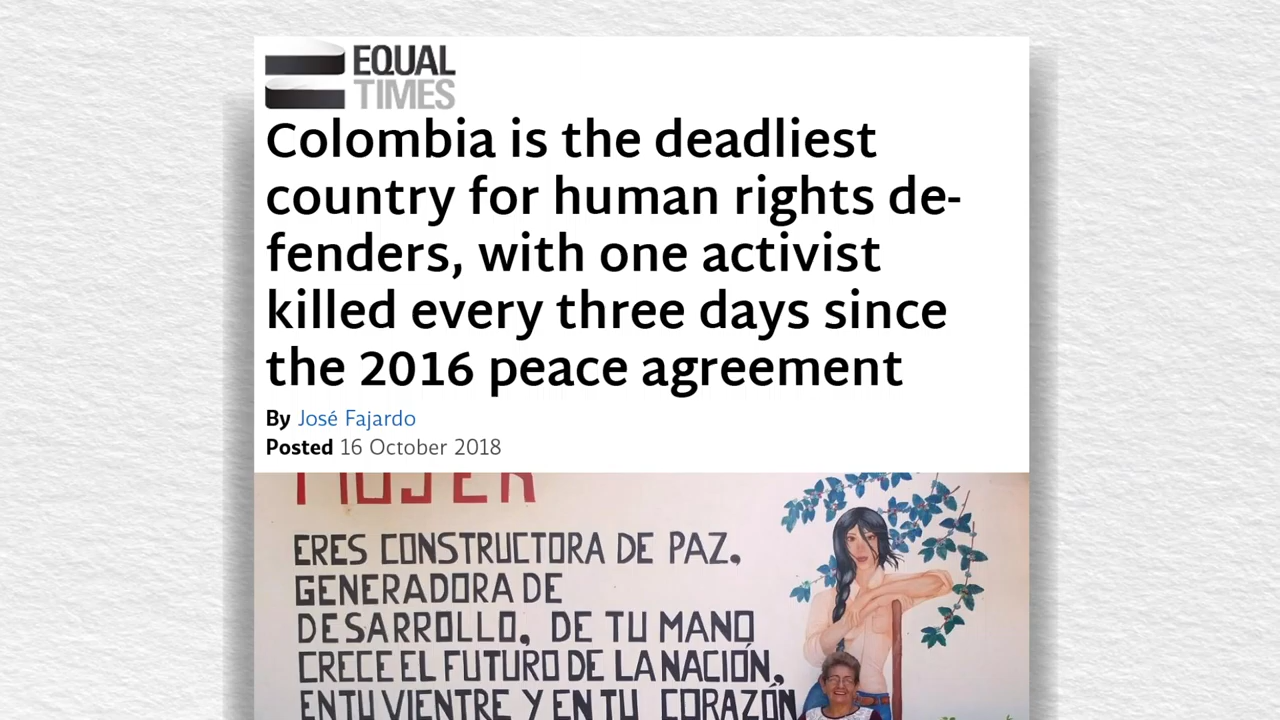 EQUAL
TIMES
Colombia is the deadliest
country for human rights de-
fenders, with one activist
killed every three days since
the 2016 peace agreement
By José Fajardo
Posted 16 October 2018
MUJER
ERES CONSTRUCTORA DE PAZ,
GENERADORA DE
DESARROLLO, DE TU MANO
CRECE EL FUTURO DE LA NACIÓN,
EN TU VIENTRE Y EN TU CORAZÓN